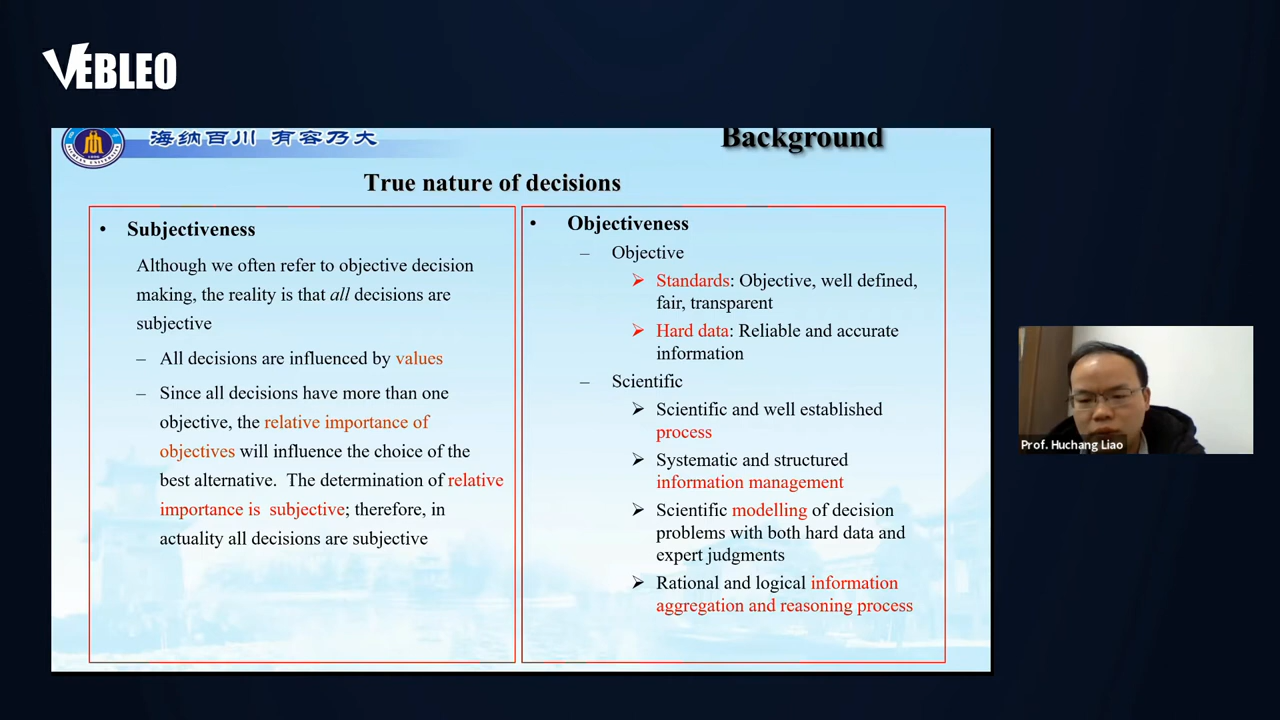 VEBLEO
海纳百川 有容乃大
Background
True nature of decisions
• Subjectiveness
Although we often refer to objective decision
making, the reality is that all decisions are
subjective
– All decisions are influenced by values
– Since all decisions have more than one
objective, the relative importance of
objectives will influence the choice of the
best alternative. The determination of relative
importance is subjective; therefore, in
actuality all decisions are subjective
• Objectiveness
– Objective
➢ Standards: Objective, well defined,
fair, transparent
➢ Hard data: Reliable and accurate
information
– Scientific
➢ Scientific and well established
process
➢ Systematic and structured
information management
➢ Scientific modelling of decision
problems with both hard data and
expert judgments
➢ Rational and logical information
aggregation and reasoning process
Prof. Huchang Liao